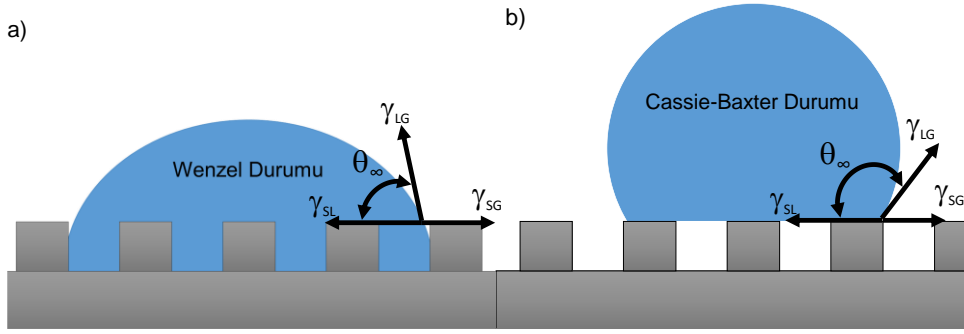 a)
Wenzel Durumu
γLG
θ∞
γSL
γSG
b)
Cassie-Baxter Durumu
γLG
θ∞
γSL
γSG